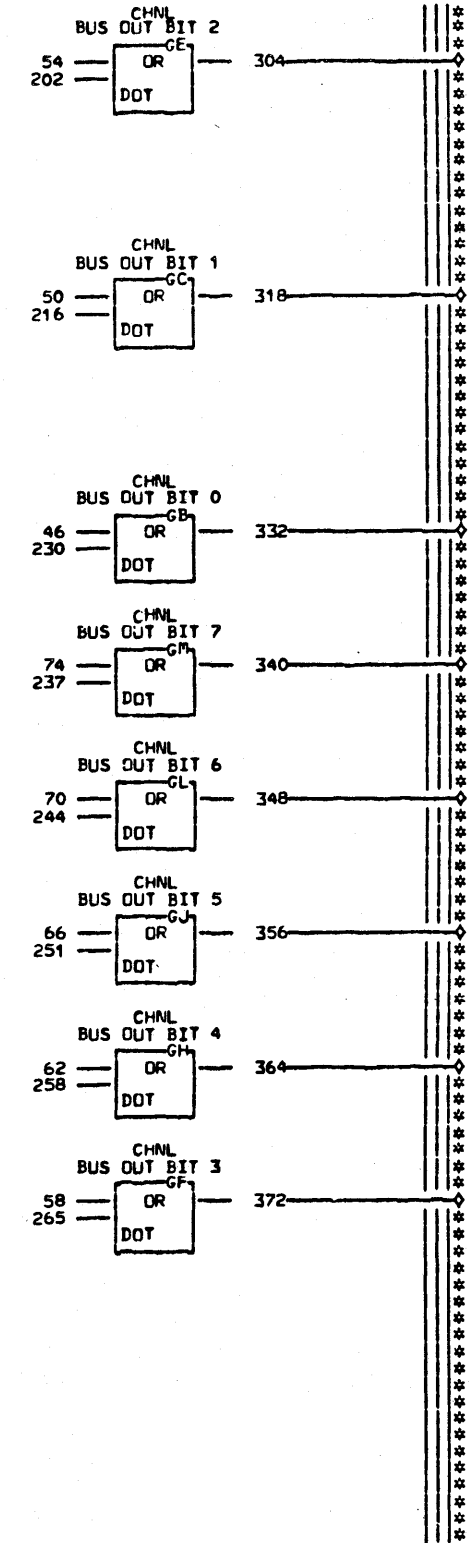 CHNL
BUS OUT BIT 2
GE
54 OR 304
202
DOT
CHNL
BUS OUT BIT 1
GC
50 OR 318
216
DOT
CHNL
BUS OUT BIT 0
GB
46 OR 332
230
DOT
CHNL
BUS OUT BIT 7
GM
74 OR 340
237
DOT
CHNL
BUS OUT BIT 6
GL
70 OR 348
244
DOT
CHNL
BUS OUT BIT 5
GJ
66 OR 356
251
DOT
CHNL
BUS OUT BIT 4
GH
62 OR 364
258
DOT
CHNL
BUS OUT BIT 3
GF
58 OR 372
265
DOT